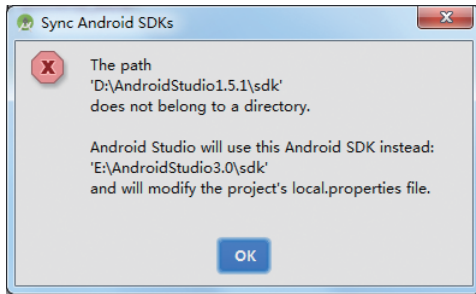 Sync Android SDKs
The path
'D:\AndroidStudio1.5.1\sdk'
does not belong to a directory.
Android Studio will use this Android SDK instead:
'E:\AndroidStudio3.0\sdk'
and will modify the project's local.properties file.
OK